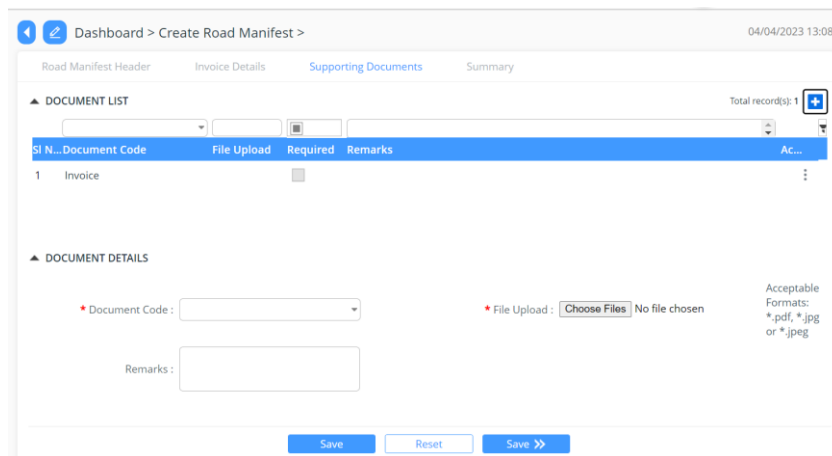 Dashboard > Create Road Manifest >
04/04/2023 13:08
Road Manifest Header Invoice Details Supporting Documents Summary
DOCUMENT LIST
Total record(s): 1
Sl N... Document Code File Upload Required Remarks Ac...
1 Invoice
DOCUMENT DETAILS
* Document Code :
* File Upload : Choose Files No file chosen
Acceptable
Formats:
*.pdf, *.jpg
or *.jpeg
Remarks :
Save Reset Save